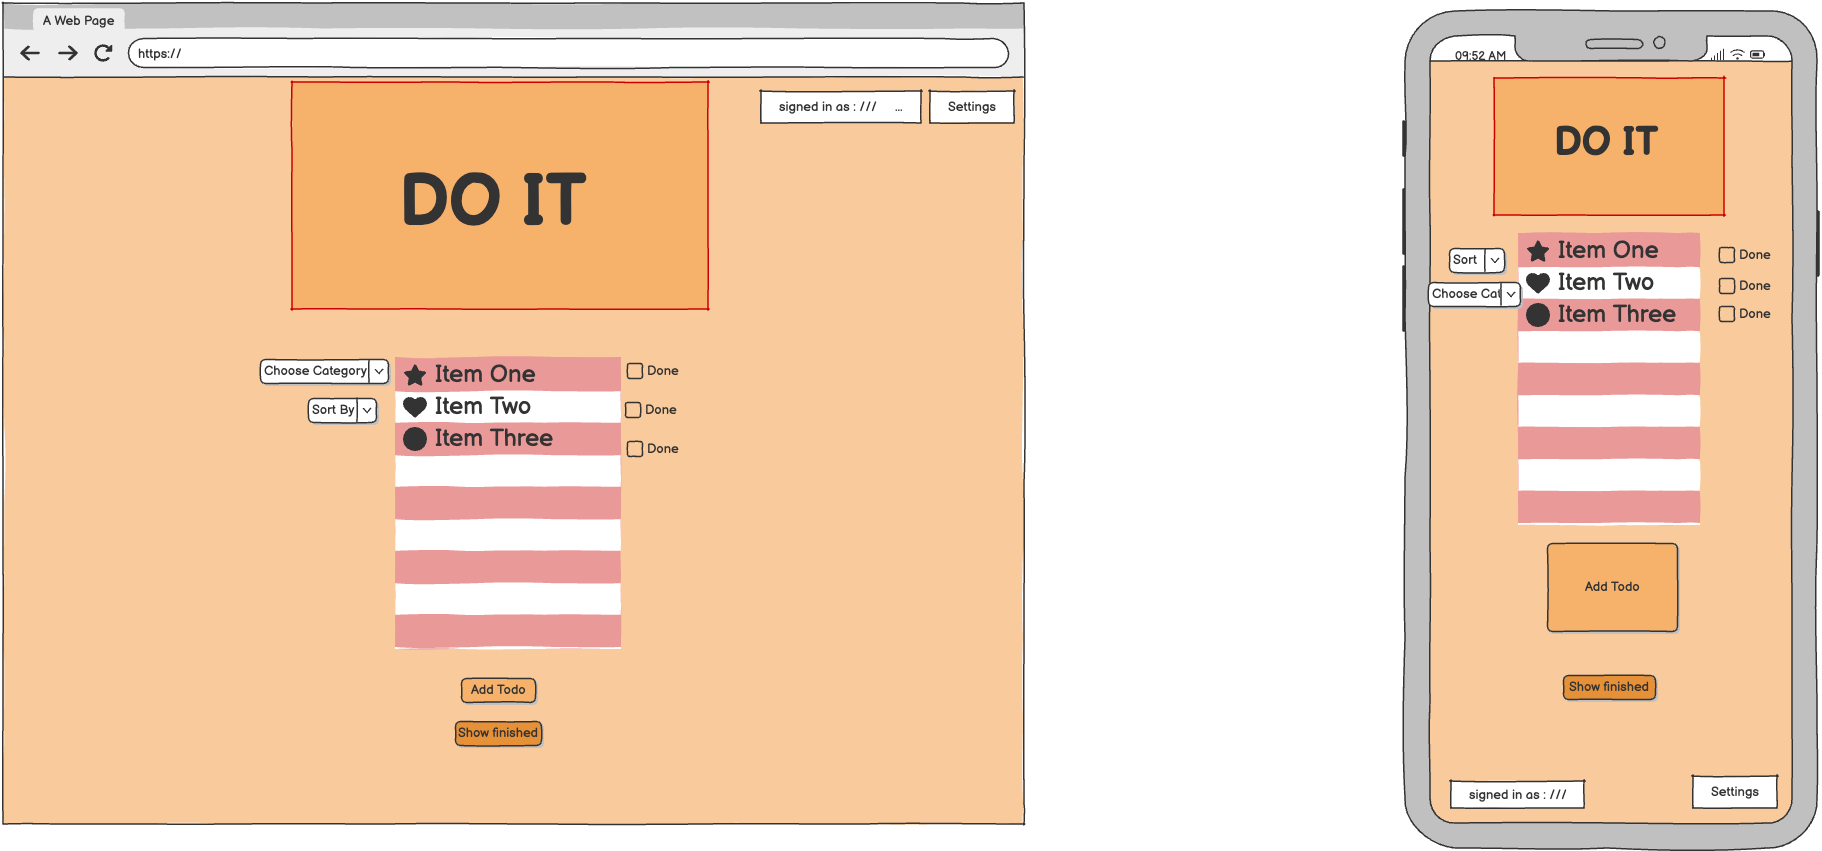 A Web Page
https://
signed in as : /// ...
Settings
DO IT
Choose Category
Sort By
Item One
Item Two
Item Three
Done
Done
Done
Add Todo
Show finished
09:52 AM
DO IT
Sort
Choose Cat
Item One
Item Two
Item Three
Done
Done
Done
Add Todo
Show finished
signed in as : ///
Settings